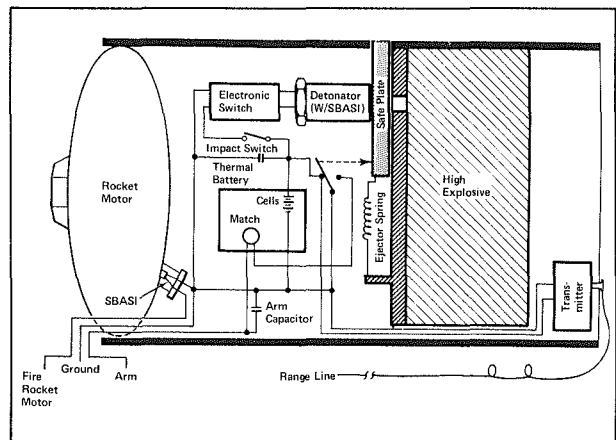 Electronic
Switch
Detonator
(W/SBASI)
Safe Plate
Impact Switch
Thermal
Battery
Cells
Match
Rocket
Motor
Ejector Spring
High
Explosive
SBASI
Arm
Capacitor
Trans-
mitter
Fire
Rocket
Motor
Ground
Arm
Range Line